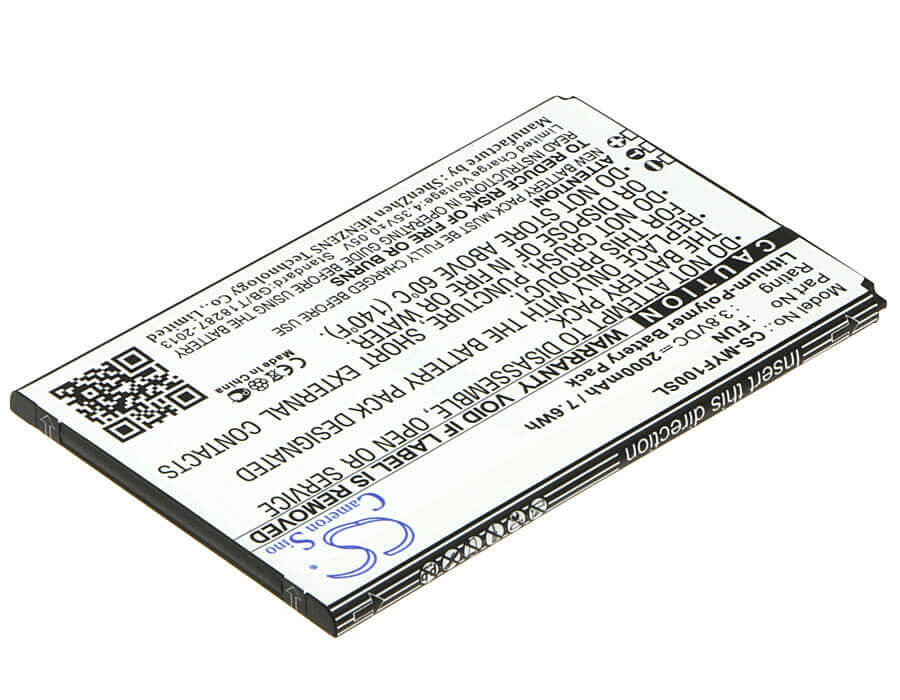 Model No : CS-MYF100SL
Part No : FUN
Rating : 3.8VDC = 2000mAh / 7.6Wh
Lithium-Polymer Battery Pack
CAUTION WARRANTY VOID IF LABEL IS REMOVED
•DO NOT ATTEMPT TO DISASSEMBLE, OPEN OR SERVICE
THE BATTERY PACK
•REPLACE WITH THE BATTERY PACK DESIGNATED
FOR THIS PRODUCT
•DO NOT CRUSH, PUNCTURE, SHORT EXTERNAL CONTACTS
OR DISPOSE OF IN FIRE OR WATER.
•DO NOT EXPOSE ABOVE 60°C (140°F).
ATTENTION!
NEW BATTERY PACK MUST BE FULLY CHARGED BEFORE USE
TO REDUCE RISK OF FIRE OR BURNS
READ INSTRUCTIONS IN OPERATING GUIDE BEFORE USING THE BATTERY
Limited Charge Voltage:4.35V±0.05V Standard:GB/T 18287-2013
Manufacture by: ShenZhen HENZENS Technology Co., Limited
Made in China
CE
CS
Cameron Sino
Insert this direction